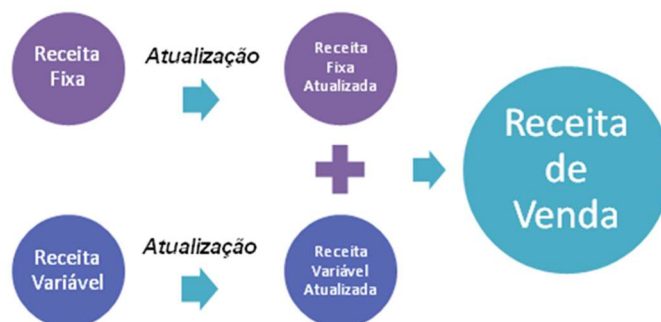 Receita
Fixa
Atualização
Receita
Fixa
Atualizada
Receita
de
Venda
Receita
Variável
Atualização
Receita
Variável
Atualizada